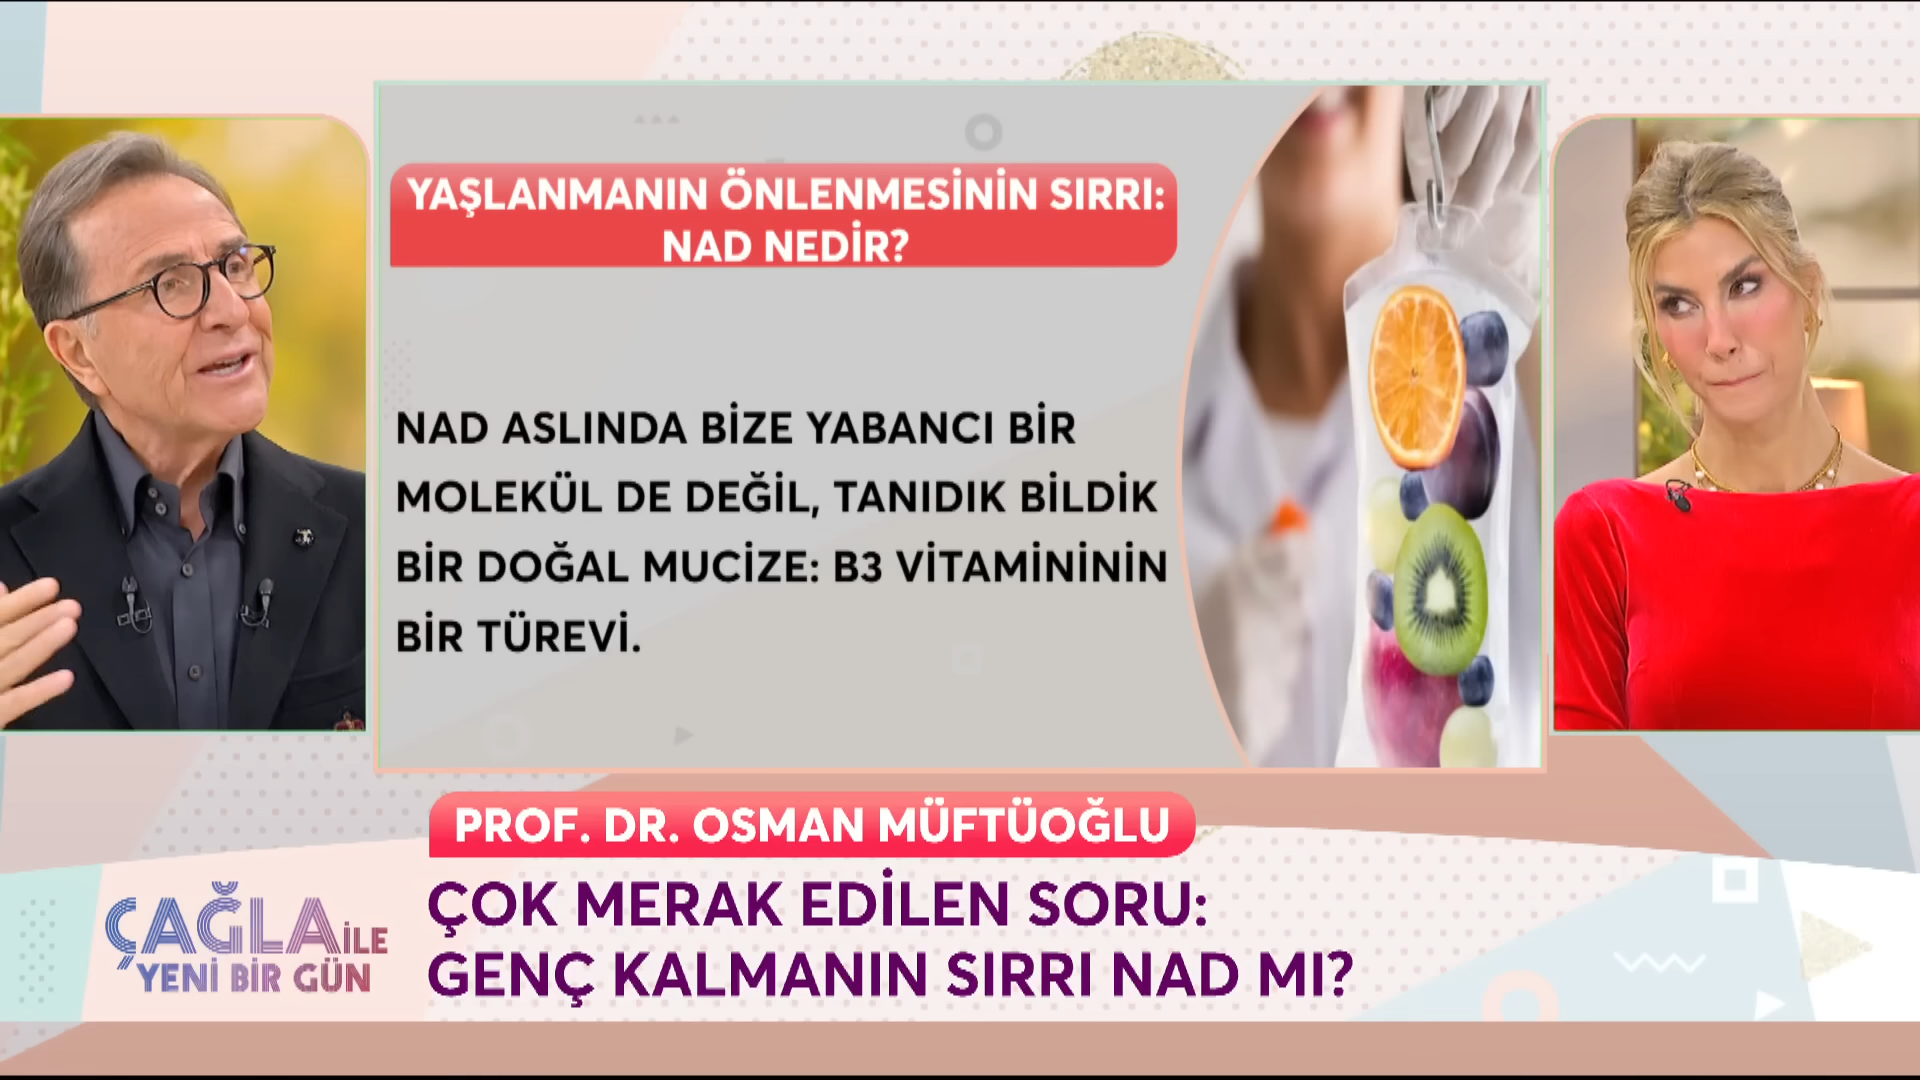 YAŞLANMANIN ÖNLENMESİNİN SIRRI:
NAD NEDİR?
NAD ASLINDA BİZE YABANCI BİR
MOLEKÜL DE DEĞİL, TANIDIK BİLDİK
BİR DOĞAL MUCİZE: B3 VİTAMİNİNİN
BİR TÜREVİ.
PROF. DR. OSMAN MÜFTÜOĞLU
ÇOK MERAK EDİLEN SORU:
GENÇ KALMANIN SIRRI NAD MI?
ÇAĞLA İLE
YENİ BİR GÜN